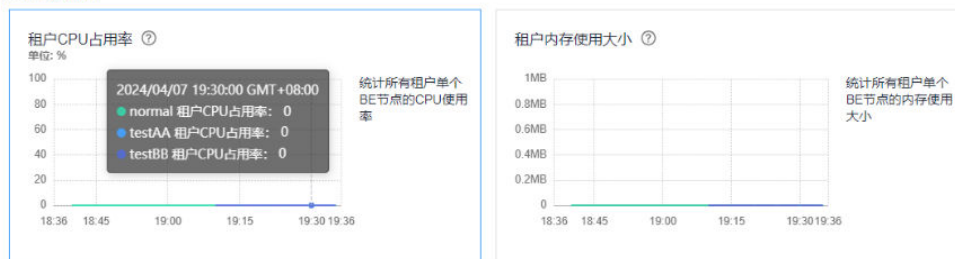 租户CPU占用率
单位: %
100
80
60
40
20
0
18:36 18:45 19:00 19:15 19:30 19:36
2024/04/07 19:30:00 GMT+08:00
normal 租户CPU占用率: 0
testAA 租户CPU占用率: 0
testBB 租户CPU占用率: 0
统计所有租户单个
BE节点的CPU使用
率
租户内存使用大小
1MB
0.8MB
0.6MB
0.4MB
0.2MB
0
18:36 18:45 19:00 19:15 19:30 19:36
统计所有租户单个
BE节点的内存使用
大小